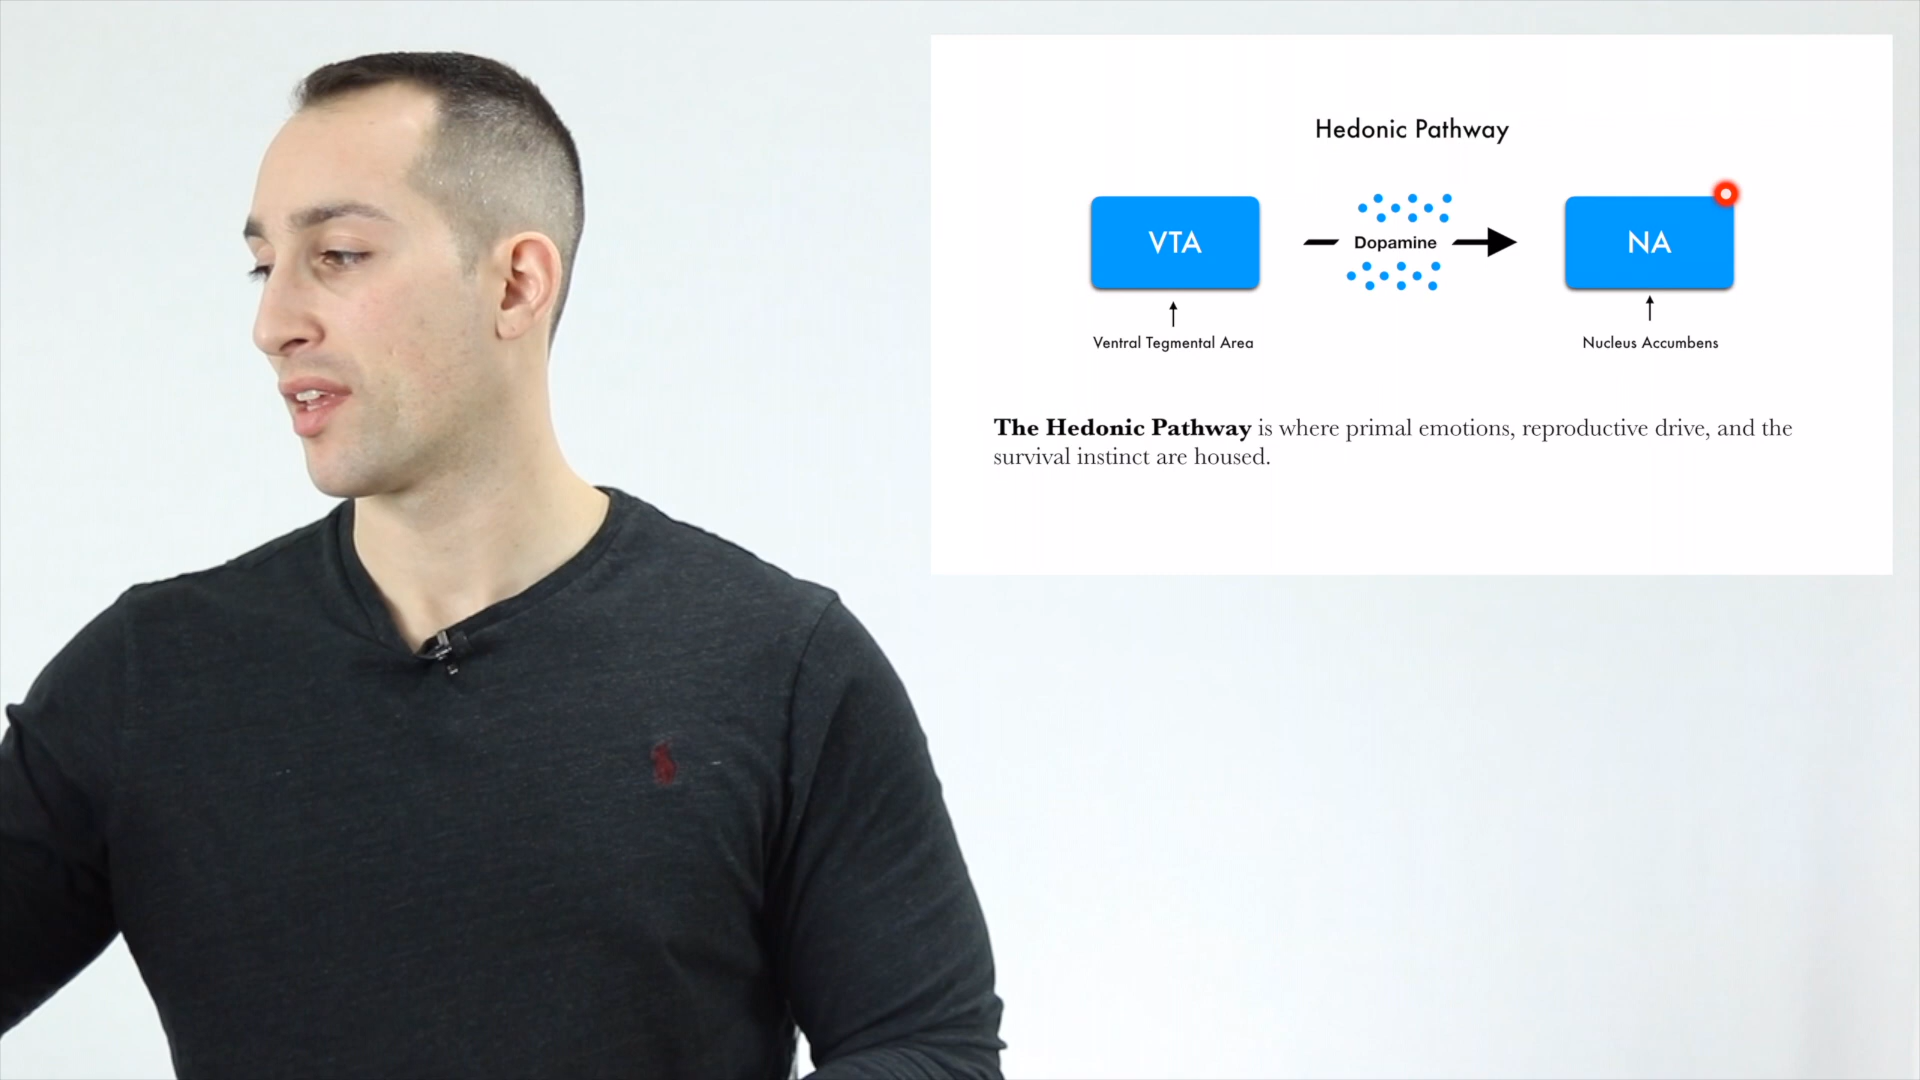 Hedonic Pathway
VTA
Dopamine
NA
Ventral Tegmental Area
Nucleus Accumbens
The Hedonic Pathway is where primal emotions, reproductive drive, and the
survival instinct are housed.